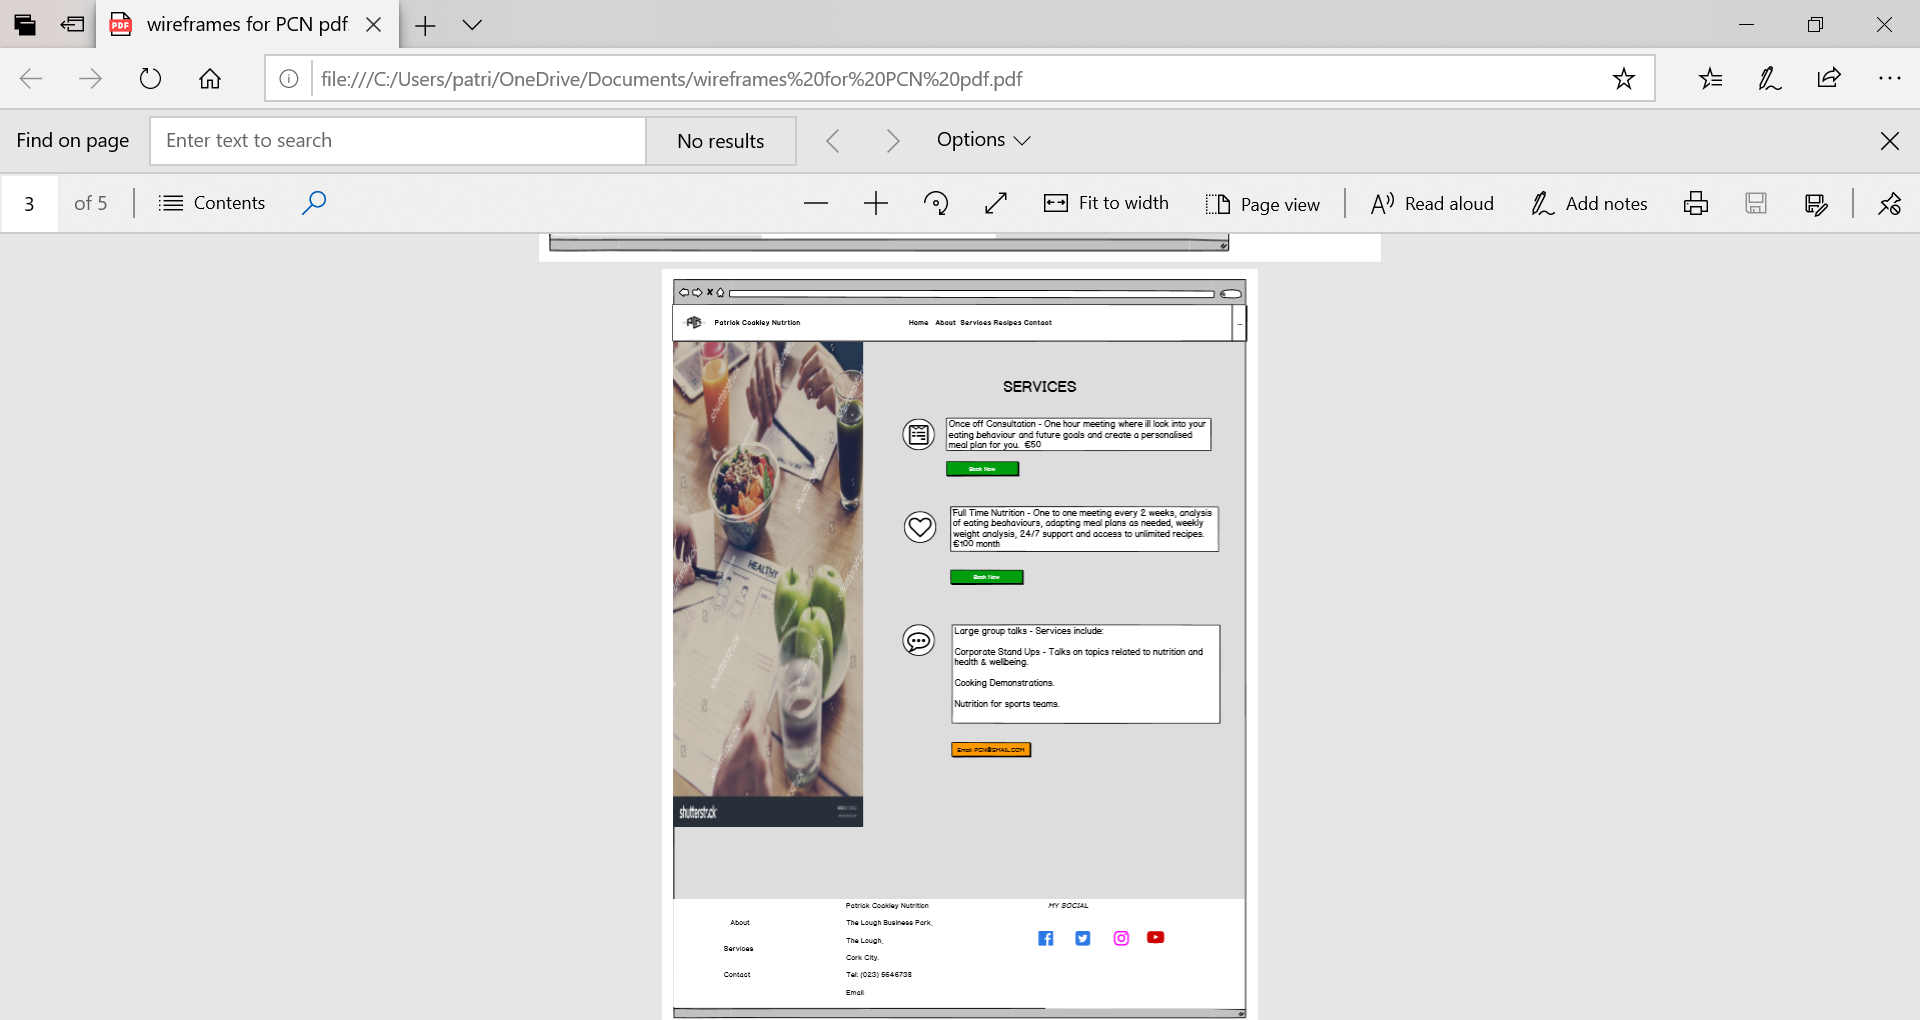 wireframes for PCN pdf
file:///C:/Users/patri/OneDrive/Documents/wireframes%20for%20PCN%20pdf.pdf
Find on page
Enter text to search
No results
Options
3
of 5
Contents
Fit to width
Page view
Read aloud
Add notes
Patrick Coakley Nutrtion
Home About Services Recipes Contact
SERVICES
Once off Consultation - One hour meeting where ill look into your
eating behaviour and future goals and create a personalised
meal plan for you. €50
Book Now
Full Time Nutrition - One to one meeting every 2 weeks, analysis
of eating beahaviours, adapting meal plans as needed, weekly
weight analysis, 24/7 support and access to unlimited recipes.
€100 month
Book Now
Large group talks - Services include:
Corporate Stand Ups - Talks on topics related to nutrition and
health & wellbeing.
Cooking Demonstrations.
Nutrition for sports teams.
Email: PCN@GMAIL.COM
HEALTHY
shutterstock
About
Services
Contact
Patrick Coakley Nutrition
The Lough Business Park,
The Lough,
Cork City.
Tel: (023) 5646738
Email
MY SOCIAL